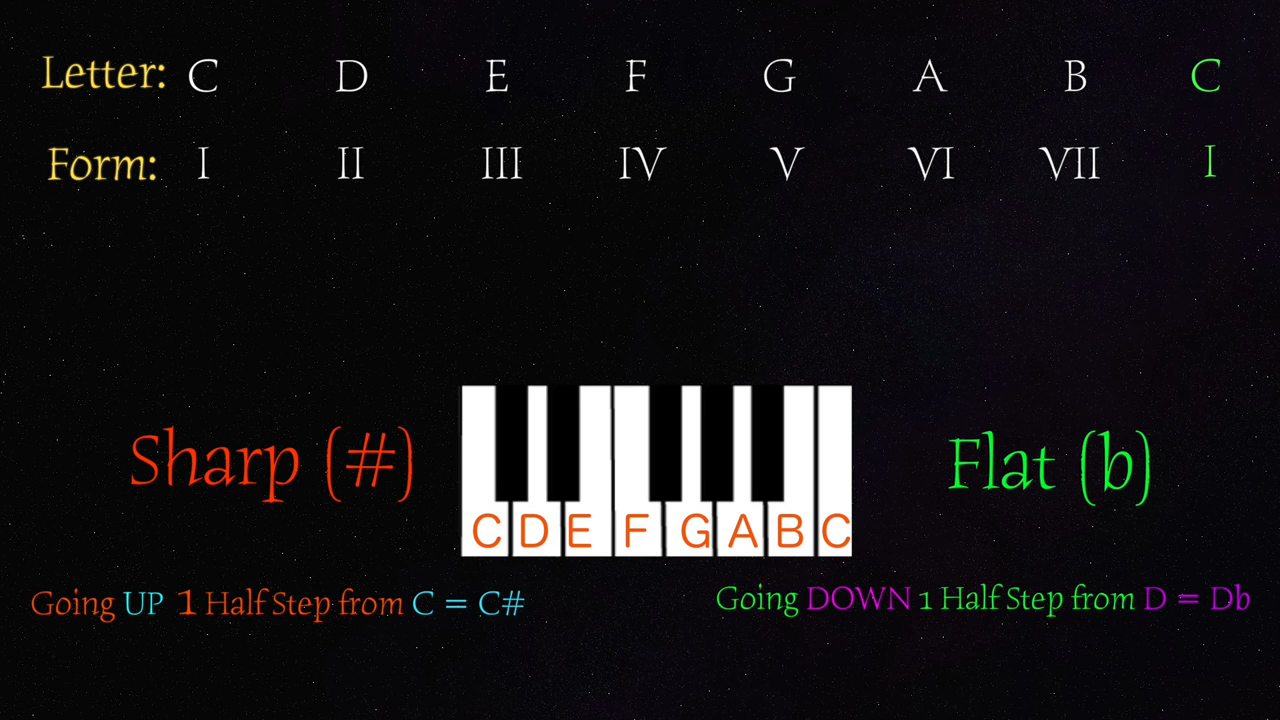 Letter: C D E F G A B C
Form: I II III IV V VI VII I
Sharp (#)
C D E F G A B C
Flat (b)
Going UP 1 Half Step from C = C#
Going DOWN 1 Half Step from D = Db